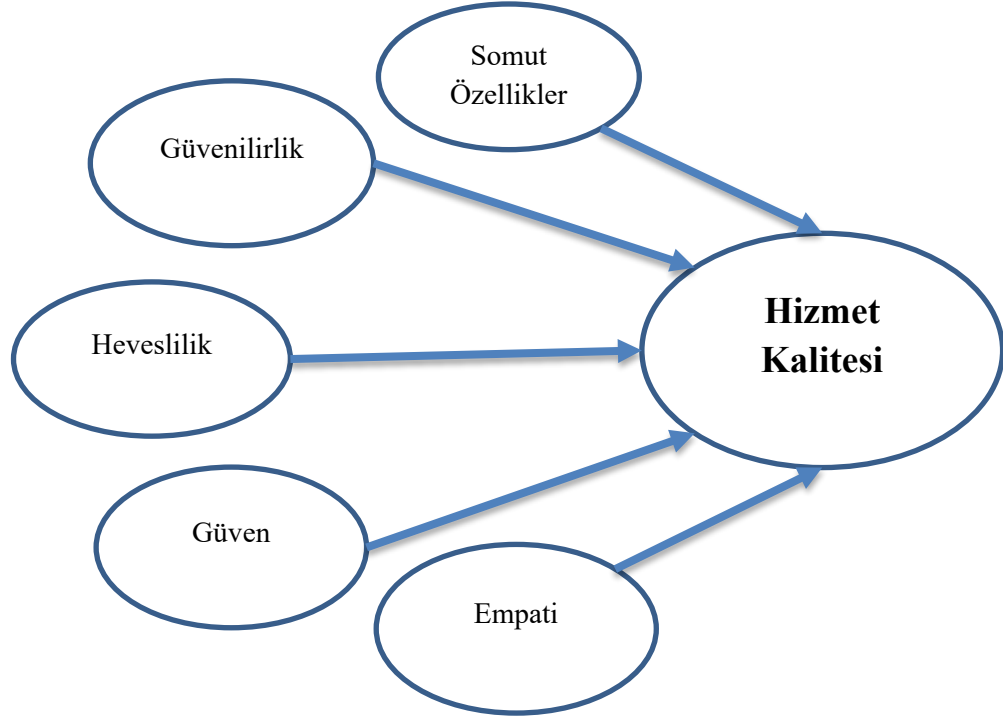 Somut
Özellikler
Güvenilirlik
Hizmet
Kalitesi
Heveslilik
Güven
Empati